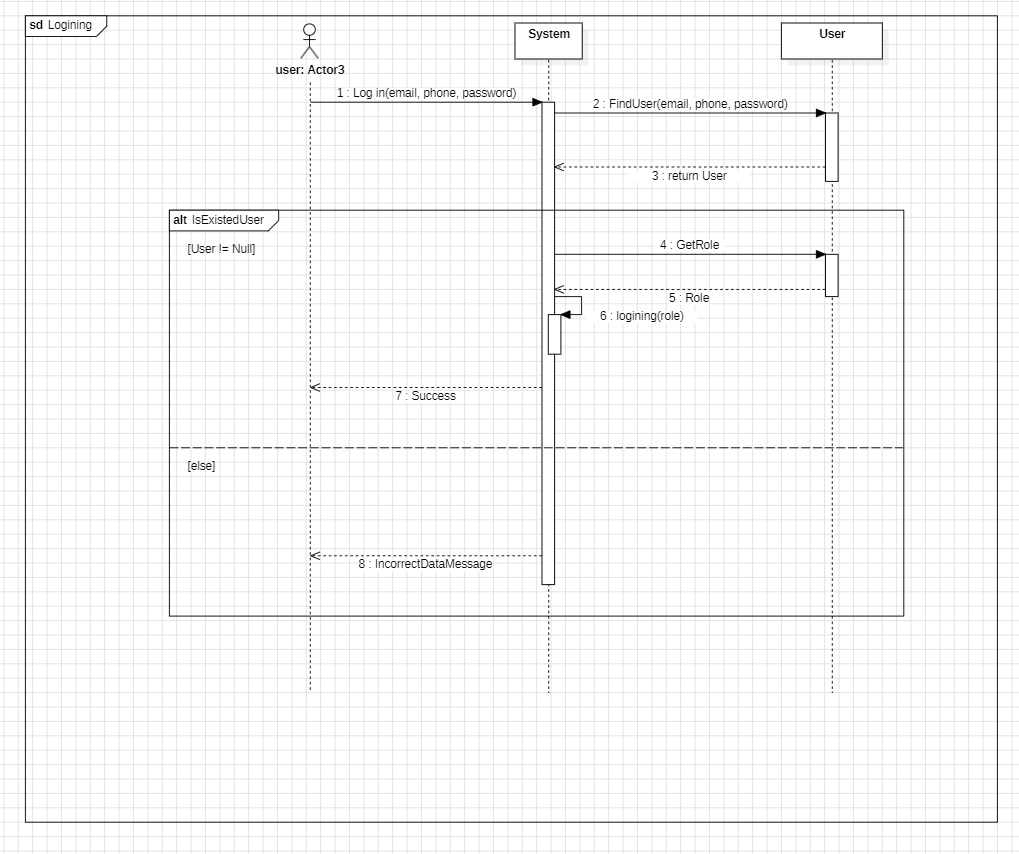 sd Logining
System
User
user: Actor3
1 : Log in(email, phone, password)
2 : FindUser(email, phone, password)
3 : return User
alt IsExistedUser
[User != Null]
4 : GetRole
5 : Role
6 : logining(role)
7 : Success
[else]
8 : IncorrectDataMessage